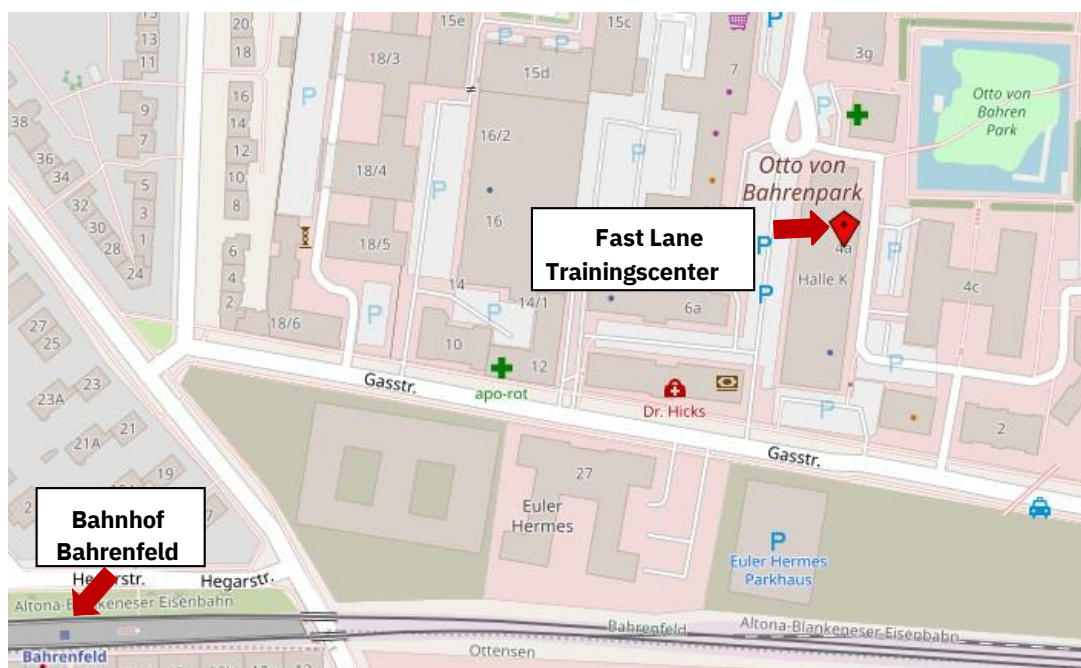 20
18
13
11
15e
15c
P
P
P
3g
18/3
15d
7
38
9
7
16
14
12
P
16/2
P
P
Otto von
Bahren
Park
36
34
10
8
18/4
P
Otto von
Bahrenpark
32
30
28
24
5
3
1
16
6
4
2
18/5
Fast Lane
Trainingscenter
P
P
P
4a
Halle K
4c
14
14/1
P
6a
18/6
P
27
25
10
12
P
23A
23
Gasstr.
apo-rot
Dr. Hicks
P
2
21A
21
Gasstr.
19
27
Euler
Hermes
Bahnhof
Bahrenfeld
P
Euler Hermes
Parkhaus
Hegarstr.
Hegarstr.
Altona-Blankeneser Eisenbahn
Bahrenfeld
Altona-Blankeneser Eisenbahn
Bahrenfeld
Ottensen